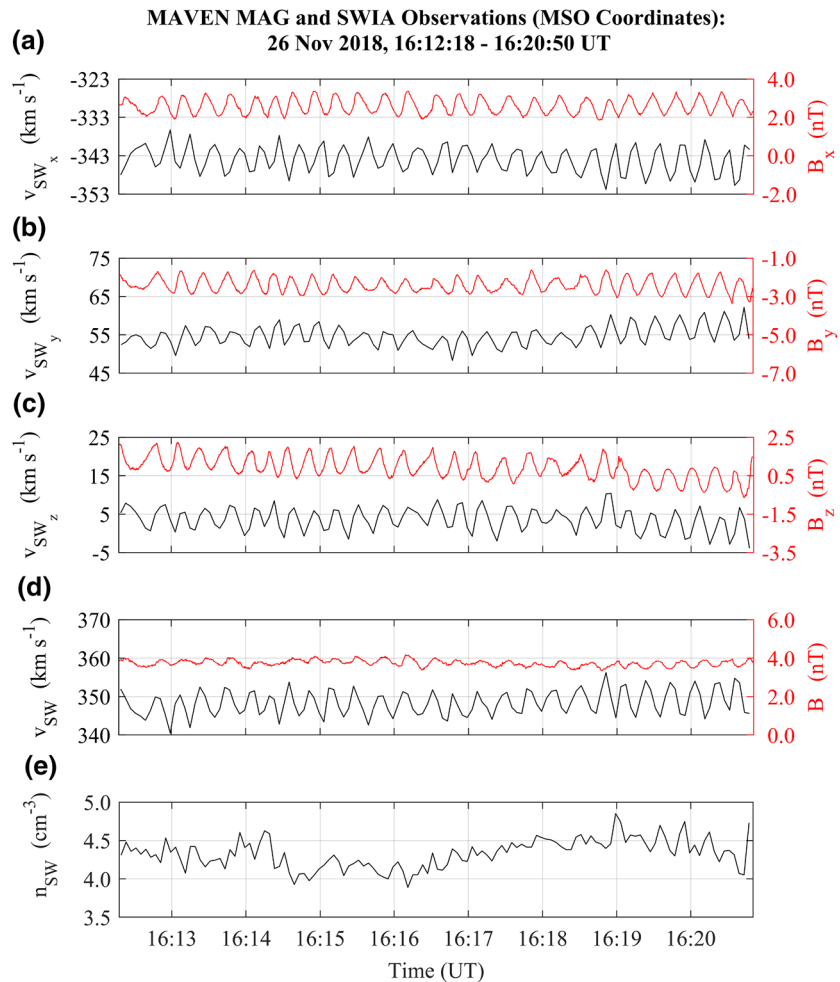 MAVEN MAG and SWIA Observations (MSO Coordinates):
26 Nov 2018, 16:12:18 - 16:20:50 UT
(a)
-323
-333
-343
-353
v_SW_x (km s⁻¹)
4.0
2.0
0.0
-2.0
B_x (nT)
(b)
75
65
55
45
v_SW_y (km s⁻¹)
-1.0
-3.0
-5.0
-7.0
B_y (nT)
(c)
25
15
5
-5
v_SW_z (km s⁻¹)
2.5
0.5
-1.5
-3.5
B_z (nT)
(d)
370
360
350
340
v_SW (km s⁻¹)
6.0
4.0
2.0
0.0
B (nT)
(e)
5.0
4.5
4.0
3.5
n_SW (cm⁻³)
16:13 16:14 16:15 16:16 16:17 16:18 16:19 16:20
Time (UT)